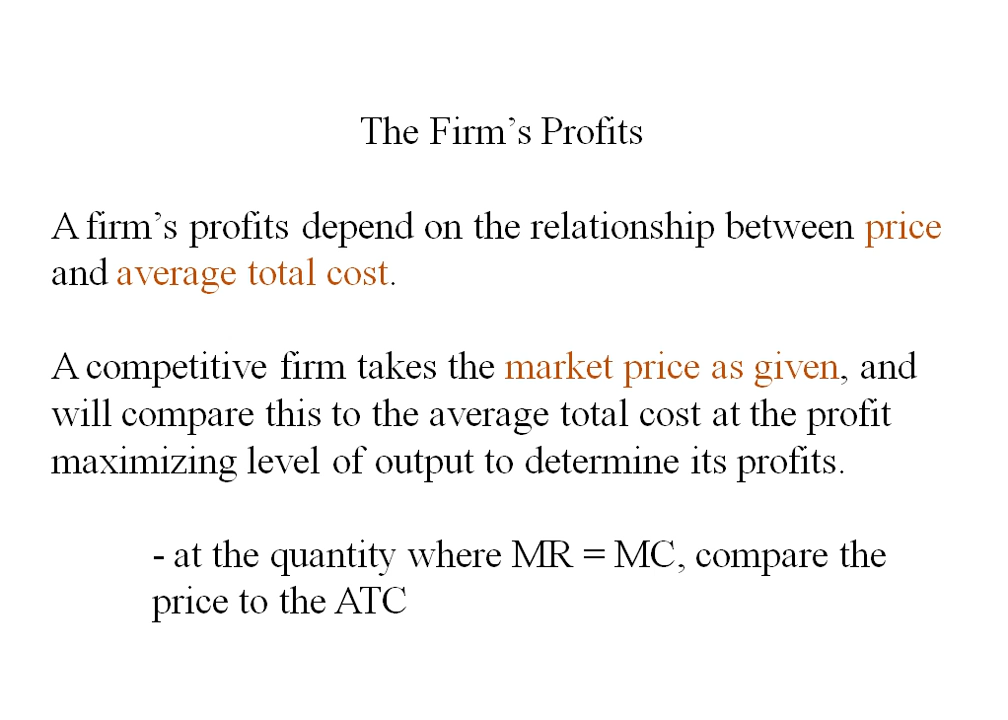 The Firm’s Profits
A firm’s profits depend on the relationship between price
and average total cost.
A competitive firm takes the market price as given, and
will compare this to the average total cost at the profit
maximizing level of output to determine its profits.
- at the quantity where MR = MC, compare the
price to the ATC